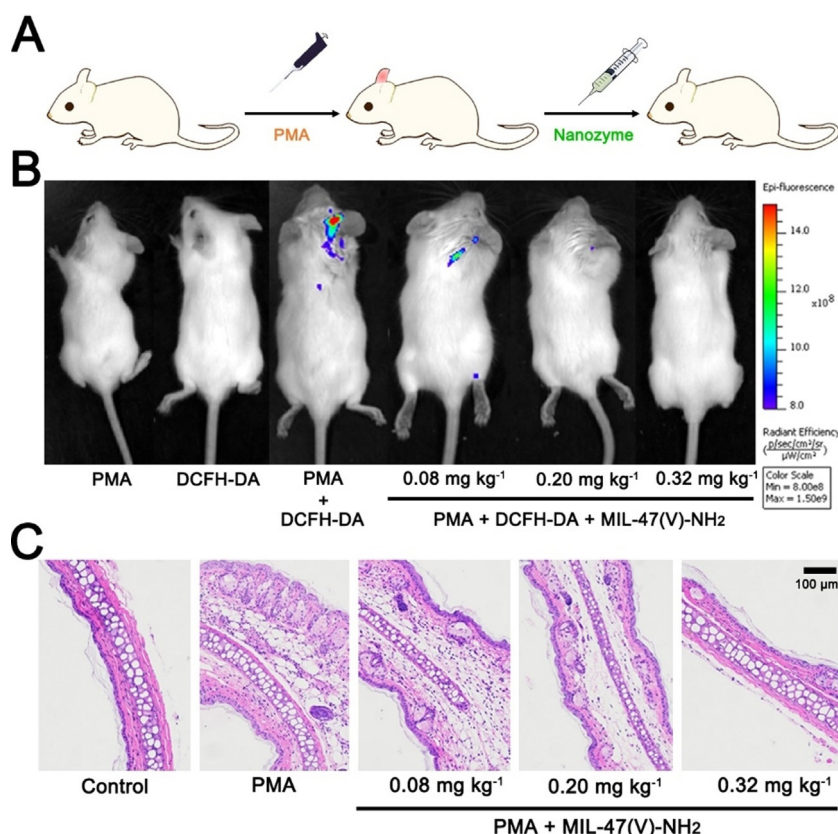 A
PMA
Nanozyme
B
Epi-fluorescence
14.0
12.0
×10⁸
10.0
8.0
Radiant Efficiency
(p/sec/cm²/sr / µW/cm²)
Color Scale
Min = 8.00e8
Max = 1.50e9
PMA
DCFH-DA
PMA
+
DCFH-DA
0.08 mg kg⁻¹
0.20 mg kg⁻¹
0.32 mg kg⁻¹
PMA + DCFH-DA + MIL-47(V)-NH₂
C
100 µm
Control
PMA
0.08 mg kg⁻¹
0.20 mg kg⁻¹
0.32 mg kg⁻¹
PMA + MIL-47(V)-NH₂